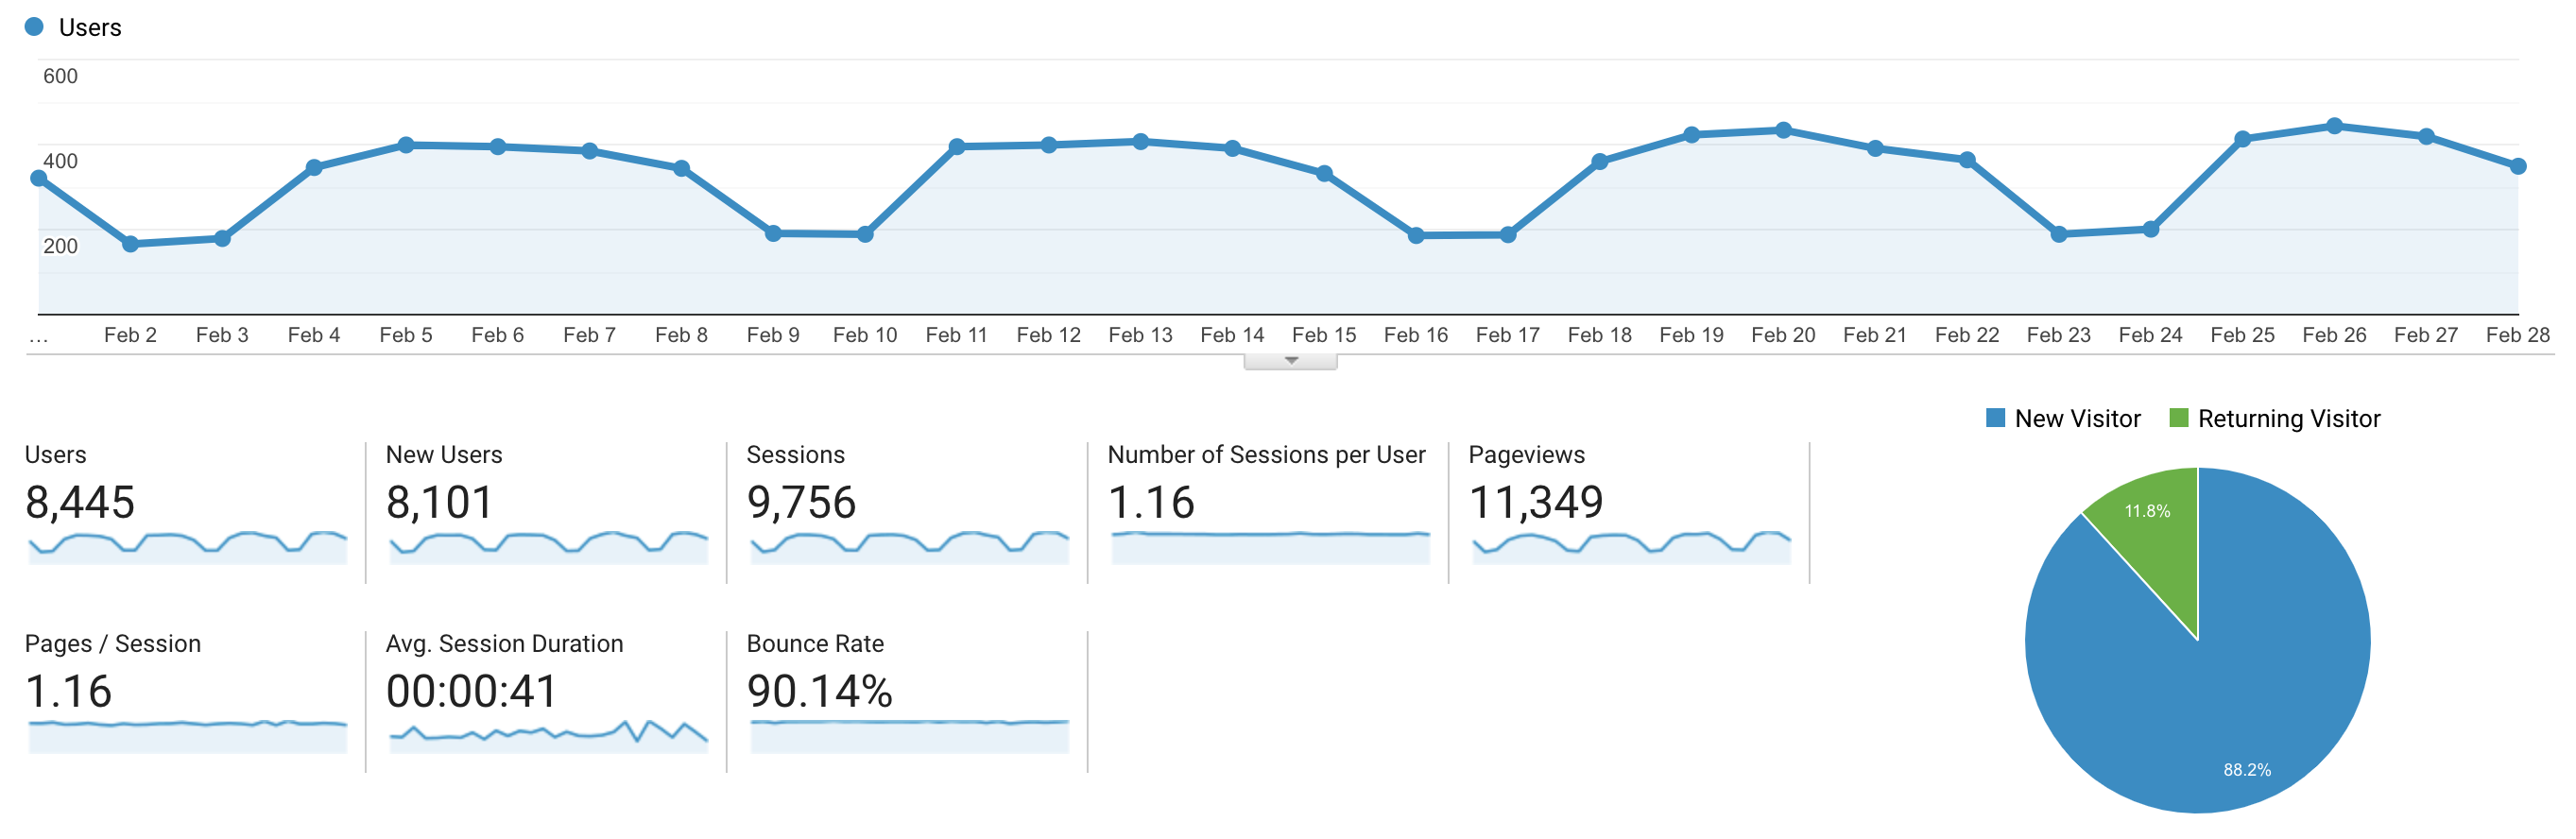 Users
600
400
200
... Feb 2 Feb 3 Feb 4 Feb 5 Feb 6 Feb 7 Feb 8 Feb 9 Feb 10 Feb 11 Feb 12 Feb 13 Feb 14 Feb 15 Feb 16 Feb 17 Feb 18 Feb 19 Feb 20 Feb 21 Feb 22 Feb 23 Feb 24 Feb 25 Feb 26 Feb 27 Feb 28
New Visitor Returning Visitor
Users
8,445
New Users
8,101
Sessions
9,756
Number of Sessions per User
1.16
Pageviews
11,349
Pages / Session
1.16
Avg. Session Duration
00:00:41
Bounce Rate
90.14%
11.8%
88.2%